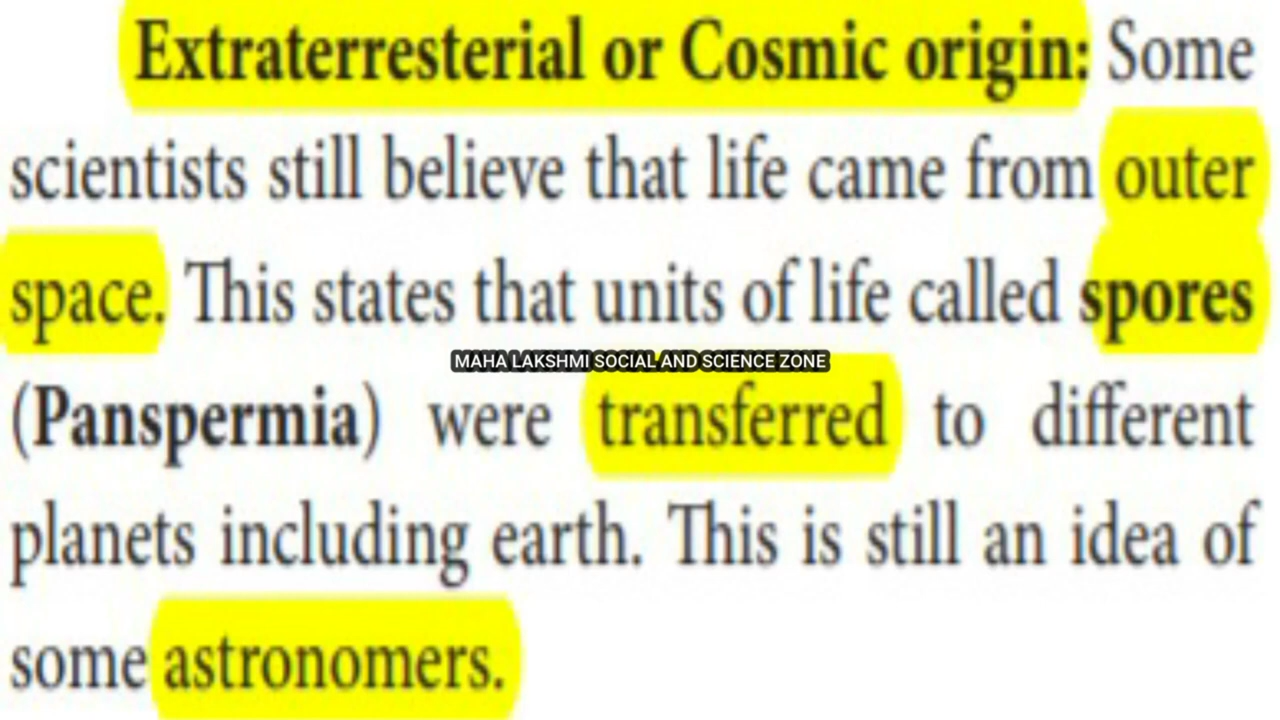 Extraterresterial or Cosmic origin: Some
scientists still believe that life came from outer
space. This states that units of life called spores
MAHA LAKSHMI SOCIAL AND SCIENCE ZONE
(Panspermia) were transferred to different
planets including earth. This is still an idea of
some astronomers.